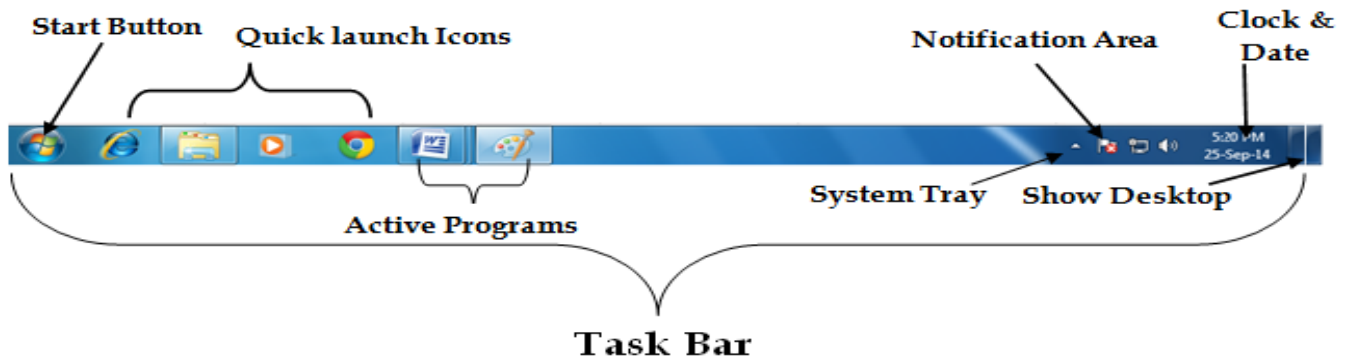 Start Button
Quick launch Icons
Notification Area
Clock &
Date
5:20 PM
25-Sep-14
System Tray
Show Desktop
Active Programs
Task Bar